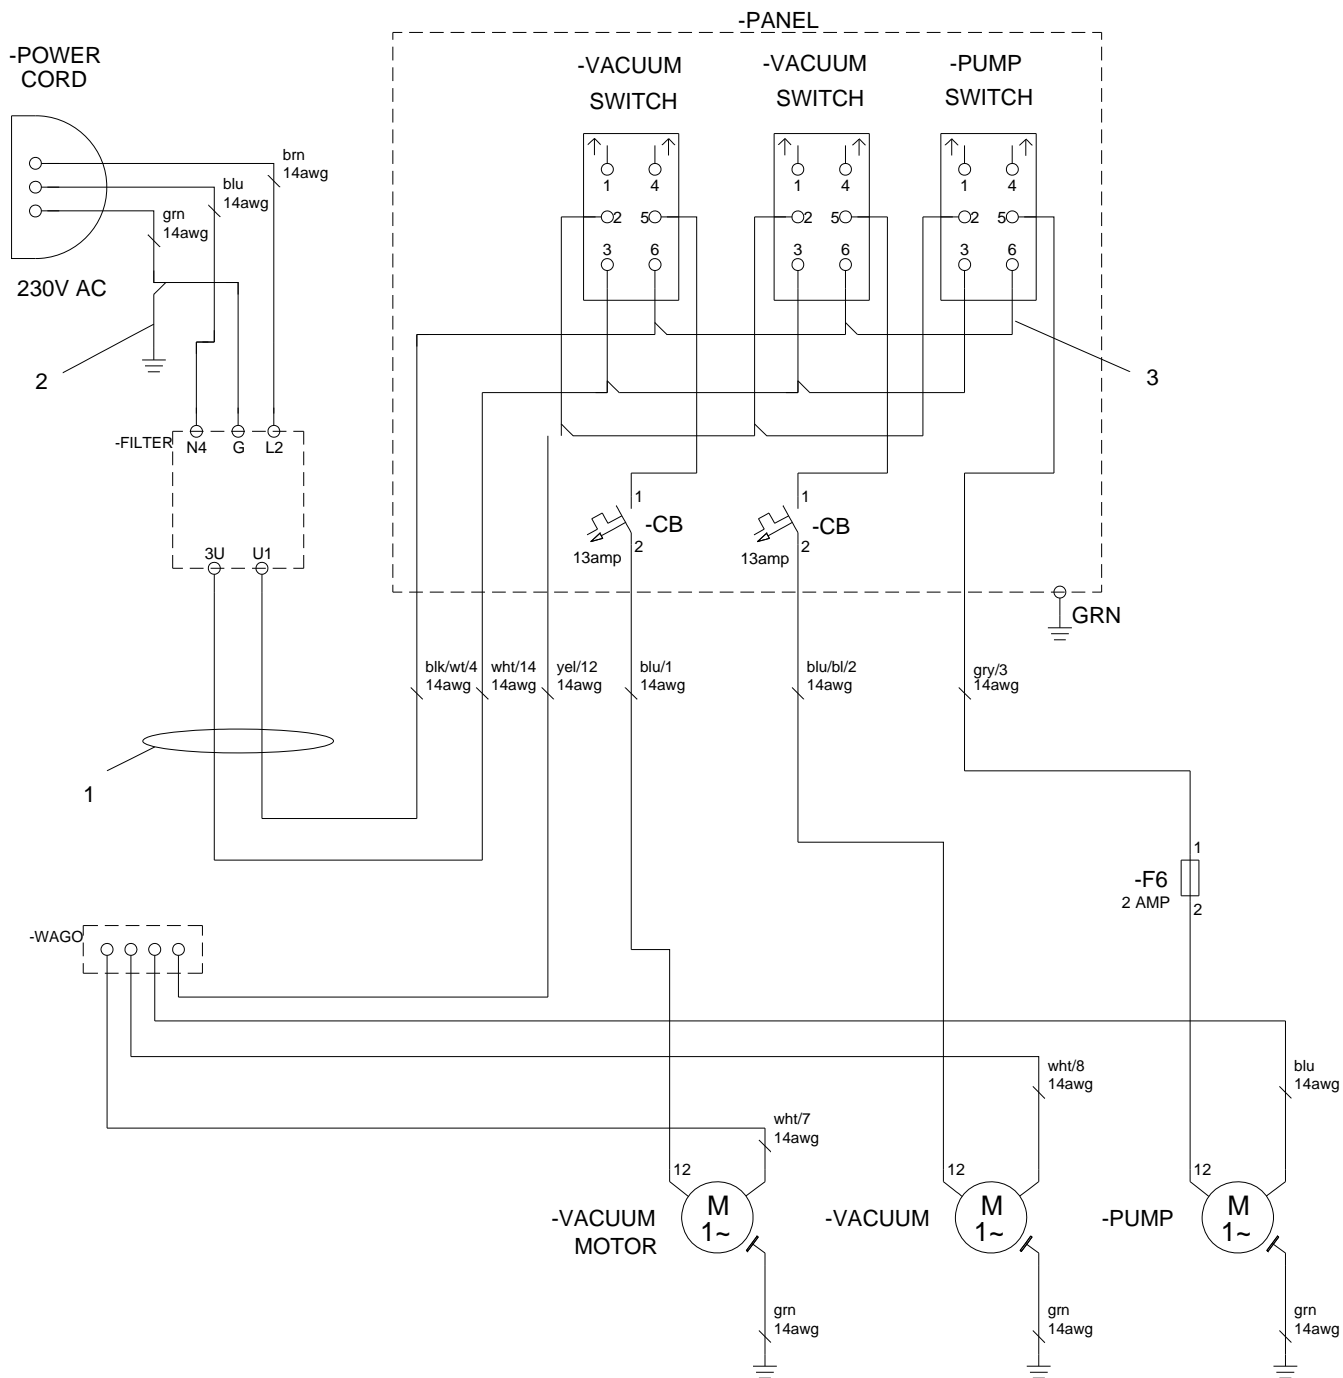 -PANEL
-POWER
CORD
-VACUUM
SWITCH
-VACUUM
SWITCH
-PUMP
SWITCH
1
4
2
5
3
6
1
4
2
5
3
6
1
4
2
5
3
6
brn
14awg
blu
14awg
grn
14awg
230V AC
2
3
-FILTER
N4
G
L2
3U
U1
1
-CB
13amp
2
1
-CB
13amp
2
GRN
blk/wt/4
14awg
wht/14
14awg
yel/12
14awg
blu/1
14awg
blu/bl/2
14awg
gry/3
14awg
1
1
-F6
2 AMP
2
-WAGO
wht/8
14awg
blu
14awg
wht/7
14awg
12
12
12
-VACUUM
MOTOR
M
1~
-VACUUM
M
1~
-PUMP
M
1~
grn
14awg
grn
14awg
grn
14awg